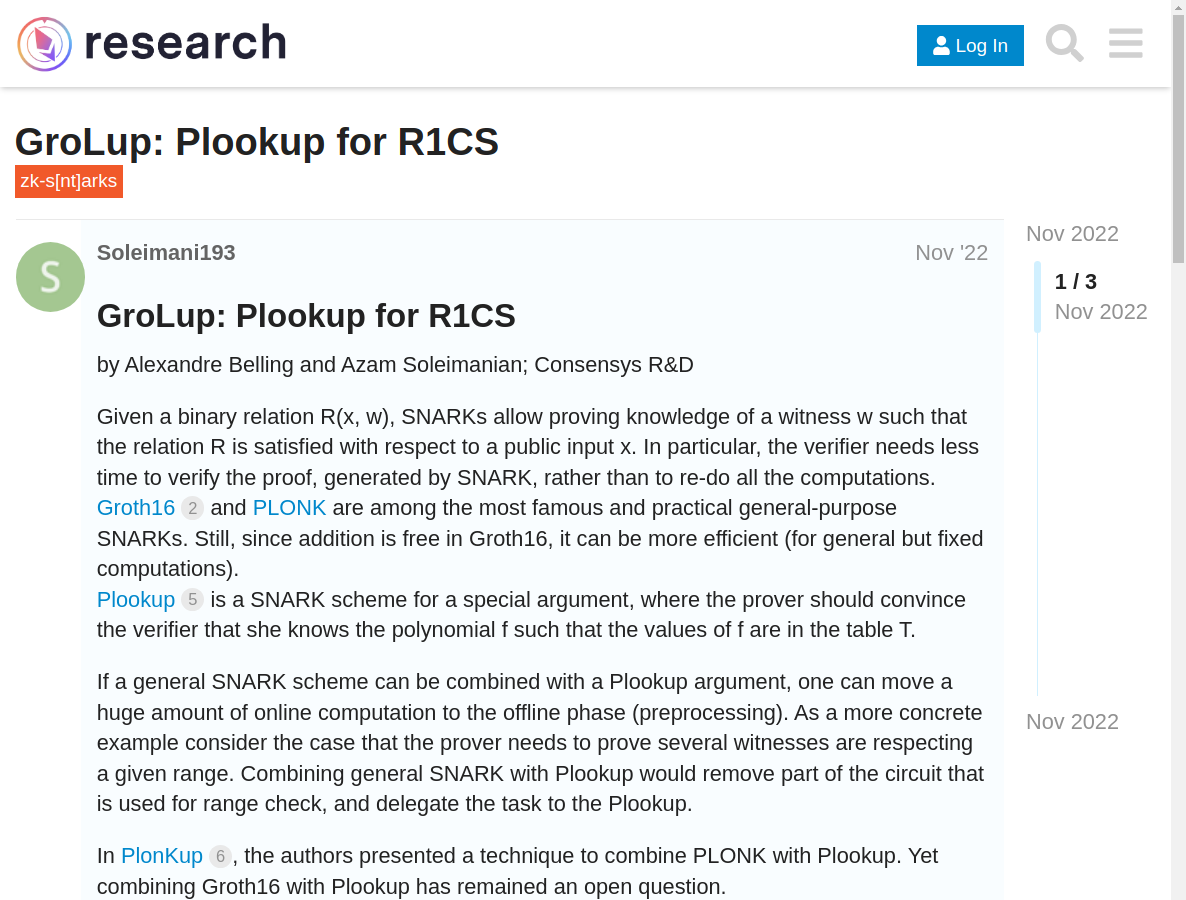 research
Log In
GroLup: Plookup for R1CS
zk-s[nt]arks
Nov 2022
S
Soleimani193
Nov '22
1 / 3
Nov 2022
GroLup: Plookup for R1CS
by Alexandre Belling and Azam Soleimanian; Consensys R&D
Given a binary relation R(x, w), SNARKs allow proving knowledge of a witness w such that
the relation R is satisfied with respect to a public input x. In particular, the verifier needs less
time to verify the proof, generated by SNARK, rather than to re-do all the computations.
Groth16 2 and PLONK are among the most famous and practical general-purpose
SNARKs. Still, since addition is free in Groth16, it can be more efficient (for general but fixed
computations).
Plookup 5 is a SNARK scheme for a special argument, where the prover should convince
the verifier that she knows the polynomial f such that the values of f are in the table T.
If a general SNARK scheme can be combined with a Plookup argument, one can move a
huge amount of online computation to the offline phase (preprocessing). As a more concrete
example consider the case that the prover needs to prove several witnesses are respecting
a given range. Combining general SNARK with Plookup would remove part of the circuit that
is used for range check, and delegate the task to the Plookup.
Nov 2022
In PlonKup 6, the authors presented a technique to combine PLONK with Plookup. Yet
combining Groth16 with Plookup has remained an open question.